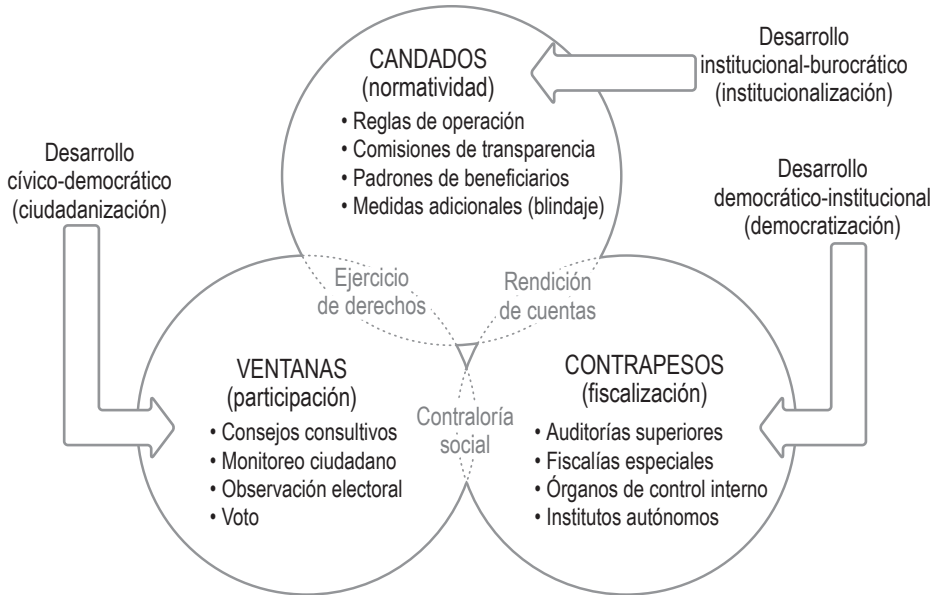 CANDADOS
(normatividad)
• Reglas de operación
• Comisiones de transparencia
• Padrones de beneficiarios
• Medidas adicionales (blindaje)
Desarrollo
institucional-burocrático
(institucionalización)
Desarrollo
cívico-democrático
(ciudadanización)
Desarrollo
democrático-institucional
(democratización)
Ejercicio
de derechos
Rendición
de cuentas
VENTANAS
(participación)
• Consejos consultivos
• Monitoreo ciudadano
• Observación electoral
• Voto
Contraloría
social
CONTRAPESOS
(fiscalización)
• Auditorías superiores
• Fiscalías especiales
• Órganos de control interno
• Institutos autónomos